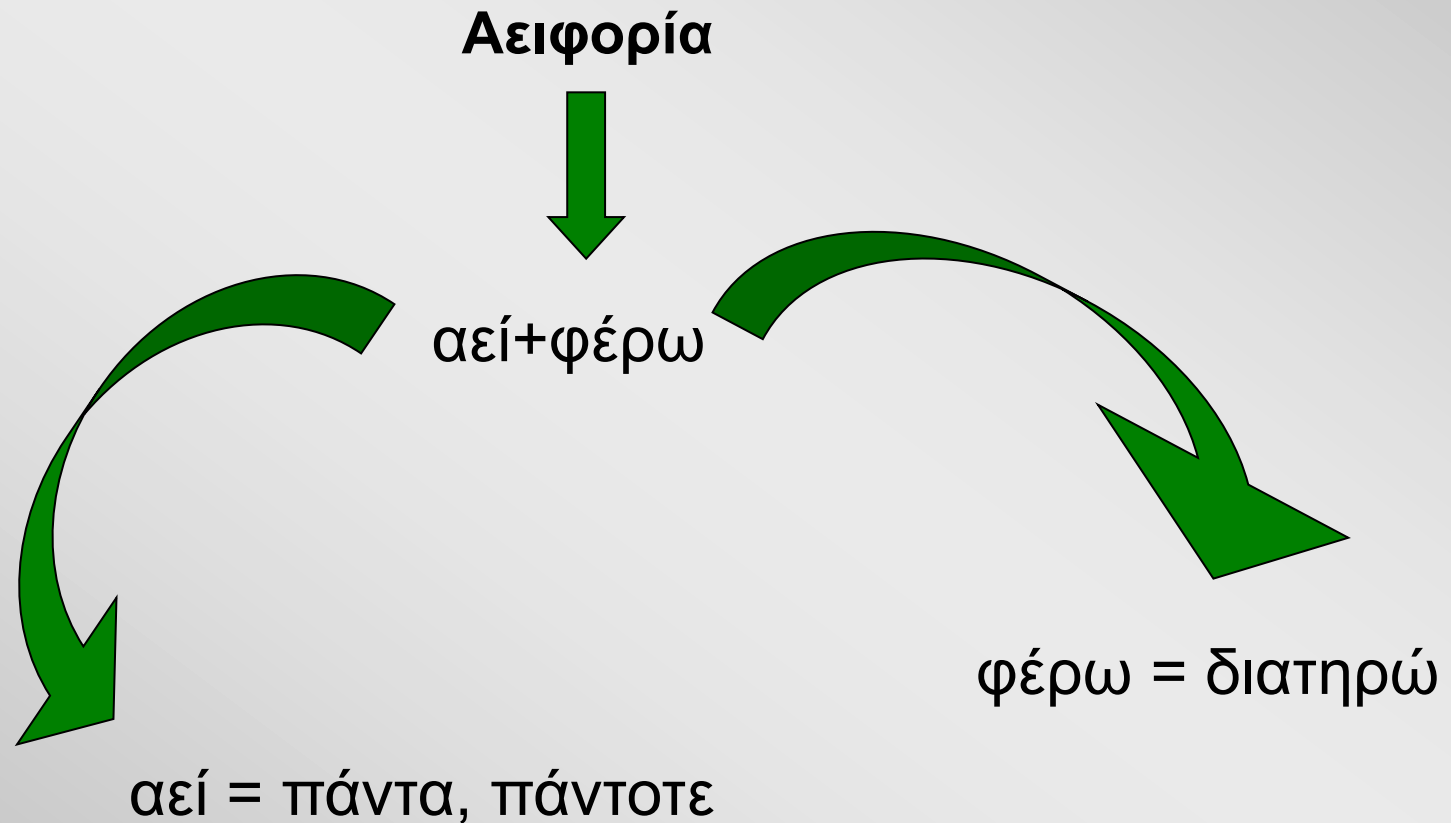 Αειφορία
αεί+φέρω
φέρω = διατηρώ
αεί = πάντα, πάντοτε